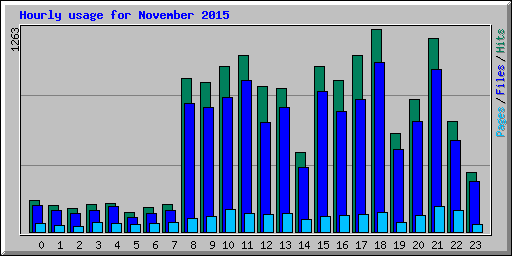 Hourly usage for November 2015
1263
Pages/Files/Hits
0 1 2 3 4 5 6 7 8 9 10 11 12 13 14 15 16 17 18 19 20 21 22 23